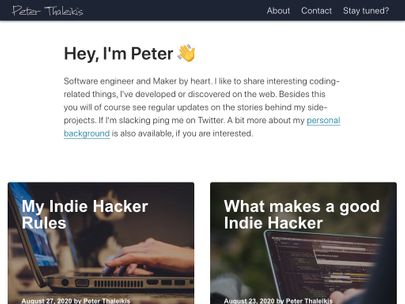 Peter Thaleikis
About Contact Stay tuned?
Hey, I'm Peter 👋
Software engineer and Maker by heart. I like to share interesting coding-
related things, I've developed or discovered on the web. Besides this
you will of course see regular updates on the stories behind my side-
projects. If I'm slacking ping me on Twitter. A bit more about my personal
background is also available, if you are interested.
My Indie Hacker
Rules
August 27, 2020 by Peter Thaleikis
What makes a good
Indie Hacker
August 23, 2020 by Peter Thaleikis